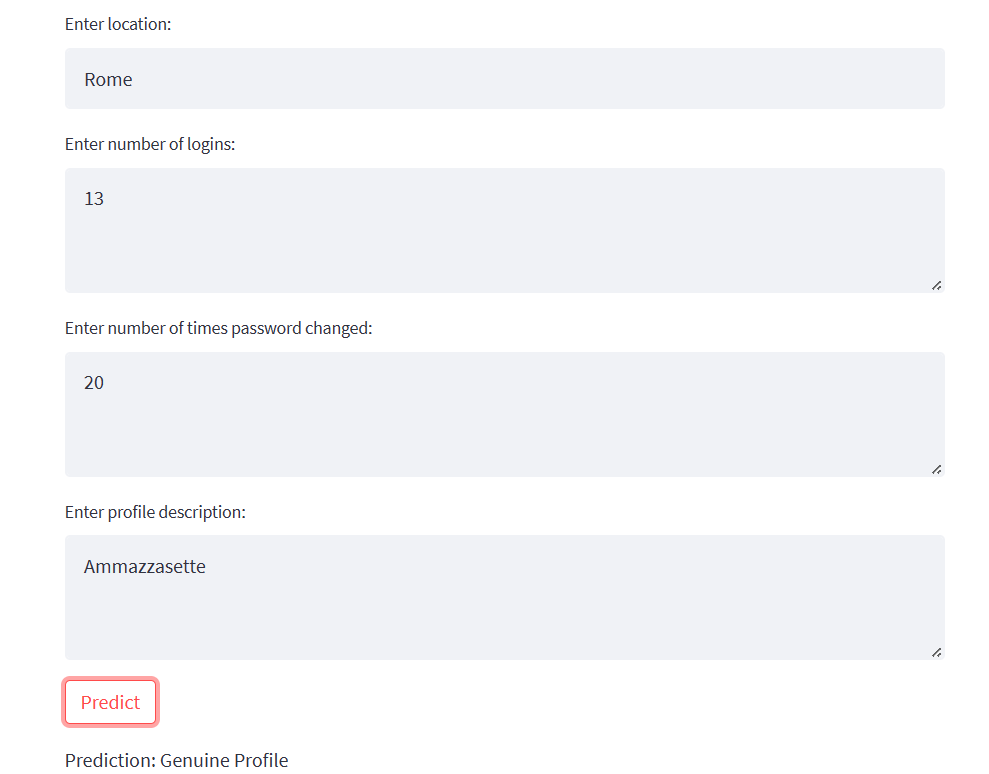 Enter location:
Rome
Enter number of logins:
13
Enter number of times password changed:
20
Enter profile description:
Ammazzasette
Predict
Prediction: Genuine Profile